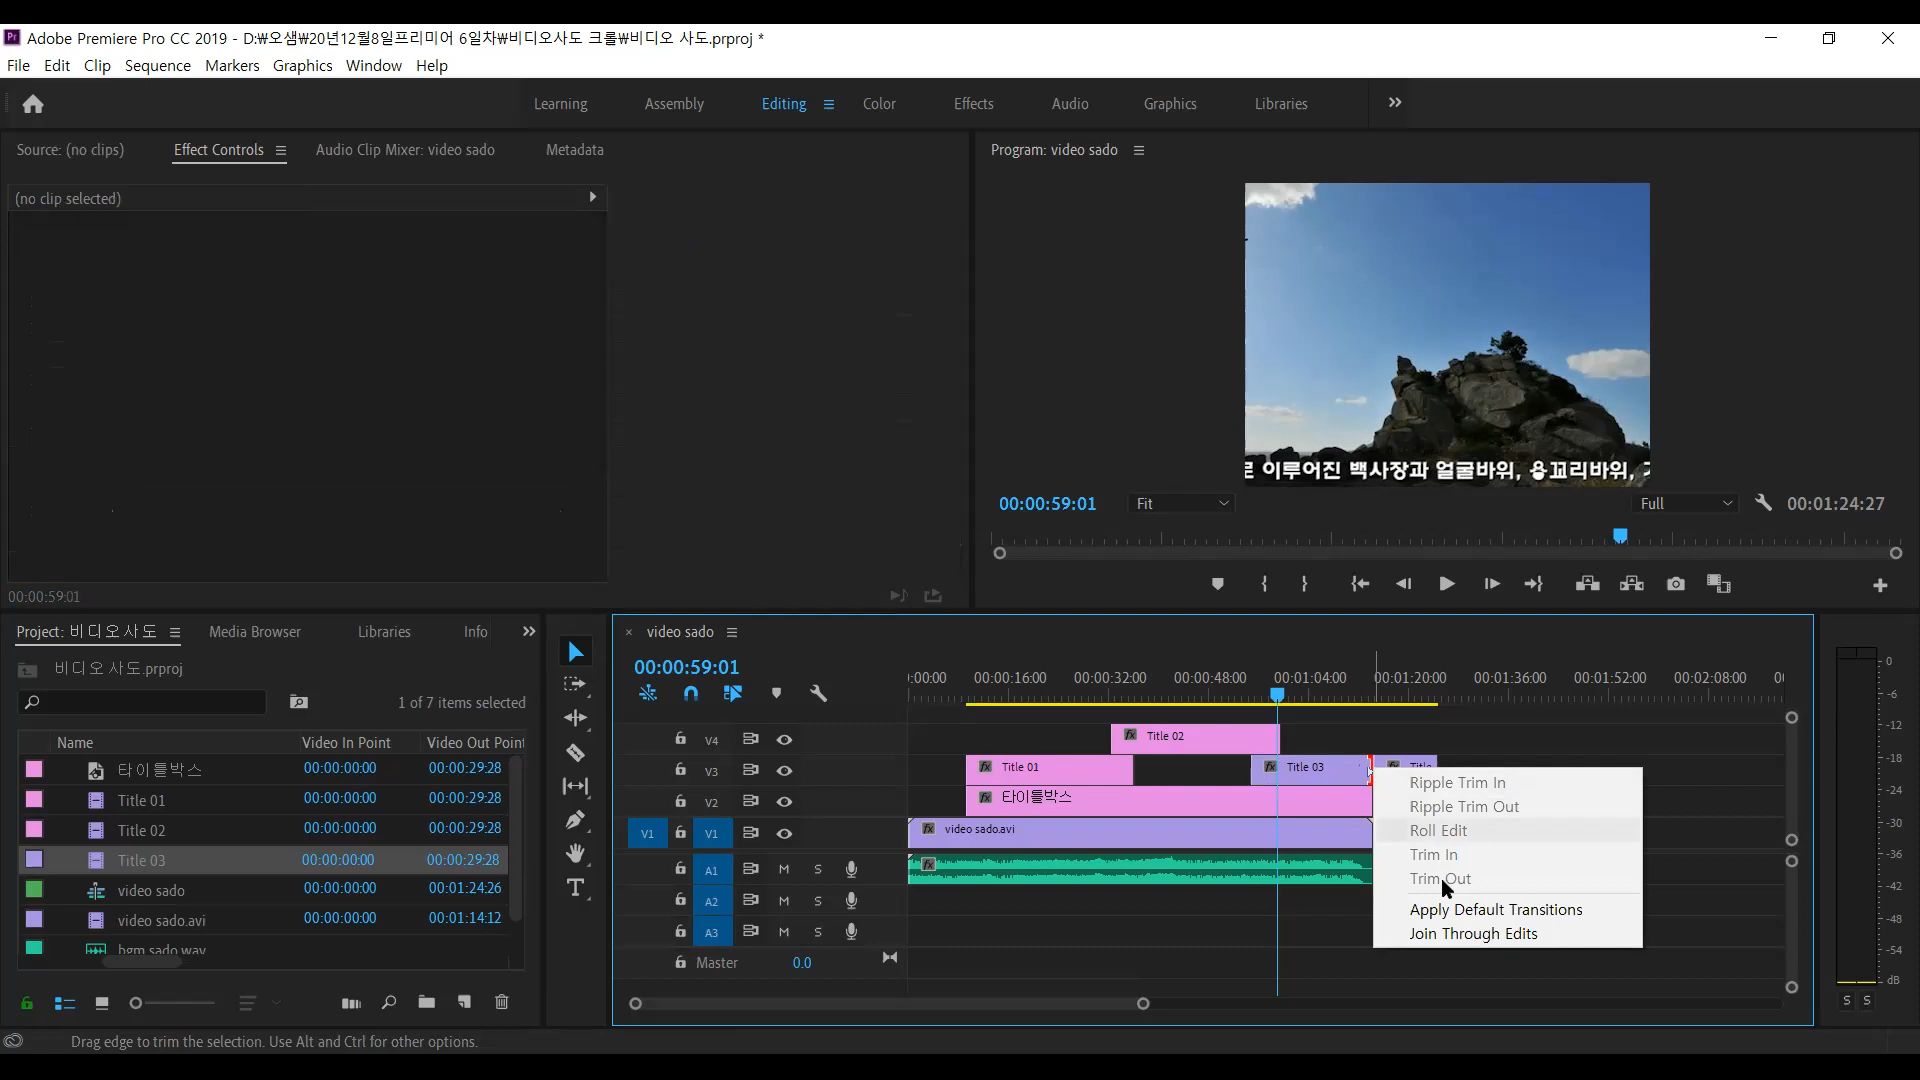 Adobe Premiere Pro CC 2019 - D:₩오샘₩20년12월8일프리미어 6일차₩비디오사도 크롤₩비디오 사도.prproj *
File Edit Clip Sequence Markers Graphics Window Help
Learning Assembly Editing Color Effects Audio Graphics Libraries
Source: (no clips) Effect Controls Audio Clip Mixer: video sado Metadata
Program: video sado
(no clip selected)
이루어진 백사장과 얼굴바위, 용꼬리바위,
00:00:59:01 Fit Full 00:01:24:27
00:00:59:01
Project: 비디오사도 Media Browser Libraries Info
비디오 사도.prproj
1 of 7 items selected
Name Video In Point Video Out Point
타이틀박스 00:00:00:00 00:00:29:28
Title 01 00:00:00:00 00:00:29:28
Title 02 00:00:00:00 00:00:29:28
Title 03 00:00:00:00 00:00:29:28
video sado 00:00:00:00 00:01:24:26
video sado.avi 00:00:00:00 00:01:14:12
bgm sado.wav
video sado
00:00:59:01
:00:00 00:00:16:00 00:00:32:00 00:00:48:00 00:01:04:00 00:01:20:00 00:01:36:00 00:01:52:00 00:02:08:00
V4 fx Title 02
V3 fx Title 01 fx Title 03 fx Title
V2 fx 타이틀박스
V1 V1 fx video sado.avi
A1 M S fx
A2 M S
A3 M S
Master 0.0
Ripple Trim In
Ripple Trim Out
Roll Edit
Trim In
Trim Out
Apply Default Transitions
Join Through Edits
0
-6
-12
-18
-24
-30
-36
-42
-48
-54
dB
S S
Drag edge to trim the selection. Use Alt and Ctrl for other options.